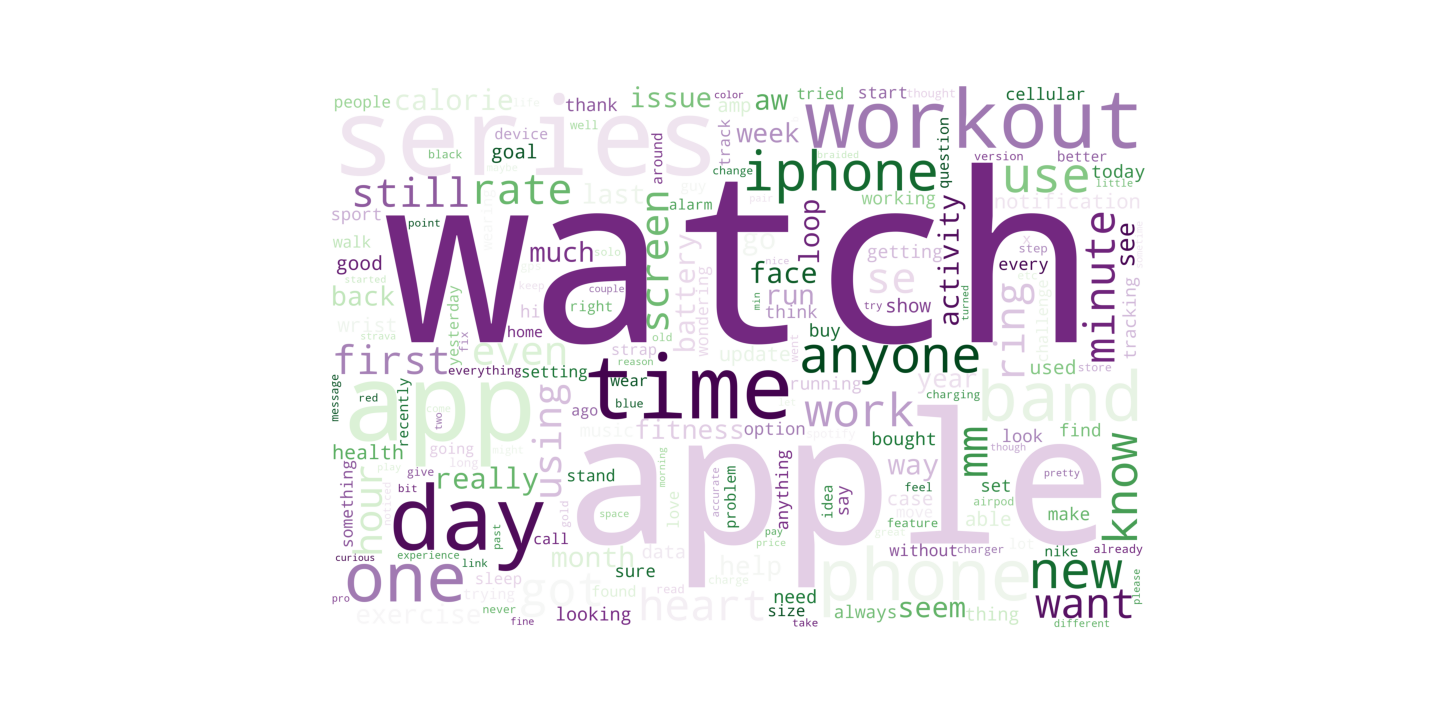 people
calorie
life
thank
issue
color
amp
aw
tried
start
thought
cellular
series
device
well
goal
black
maybe
around
track
week
workout
change
braided
question
version
better
iphone
use
today
little
still
rate
last
guy
alarm
pair
working
notification
sport
point
watch
screen
loop
activity
minute
see
walk
good
much
solo
battery
go
getting
x
step
every
started
gps
keep
couple
face
se
nice
back
hi
right
wondering
min
run
try
show
turned
ring
challenge
tracking
think
wrist
strava
yesterday
fix
home
old
buy
first
even
strap
update
went
anyone
everything
setting
reason
wear
time
running
year
used
store
message
red
app
recently
come
two
using
ago
blue
work
charging
band
music
fitness
option
spotify
bought
mm
look
find
health
going
might
morning
apple
way
though
know
something
play
noticed
hour
give
long
really
stand
love
problem
accurate
anything
idea
say
case
feel
set
airpod
pretty
bit
day
gold
space
move
feature
able
make
past
call
pay
price
great
without
charger
lot
nike
already
curious
experience
link
month
data
help
phone
new
one
sleep
sure
charge
pro
trying
got
found
heart
read
need
want
please
exercise
never
fine
looking
size
take
always
seem
thing
different